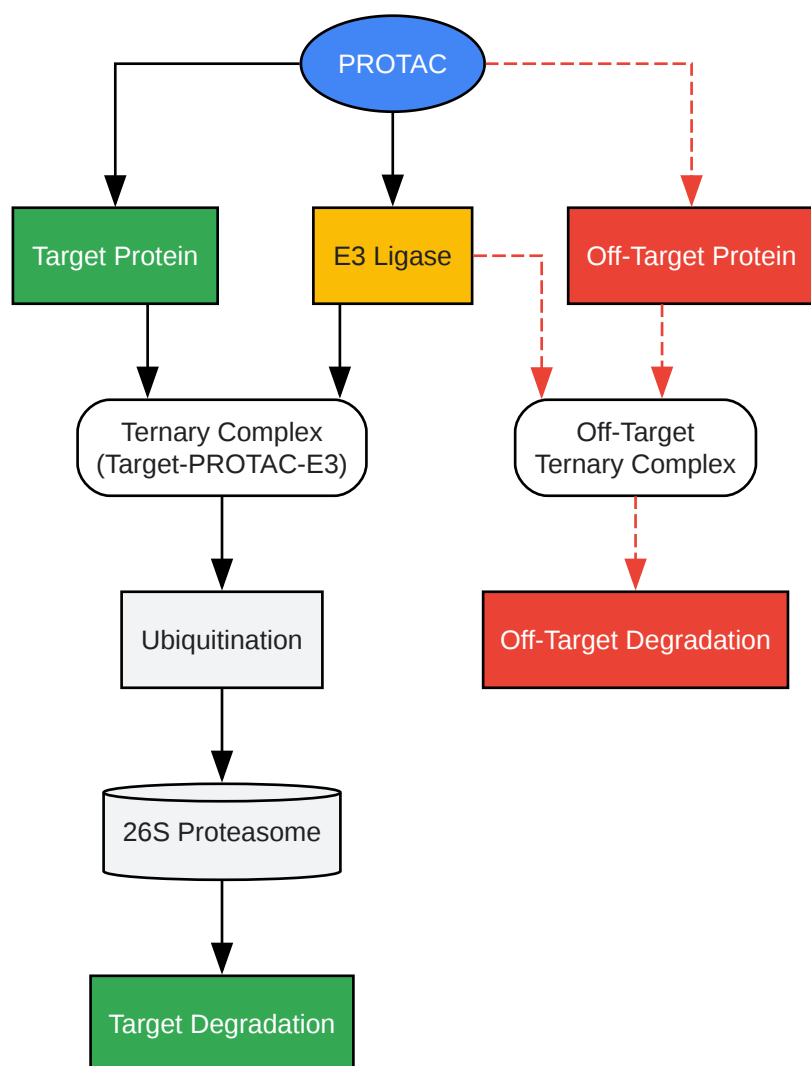 PROTAC
Target Protein
E3 Ligase
Off-Target Protein
Ternary Complex
(Target-PROTAC-E3)
Off-Target
Ternary Complex
Ubiquitination
Off-Target Degradation
26S Proteasome
Target Degradation